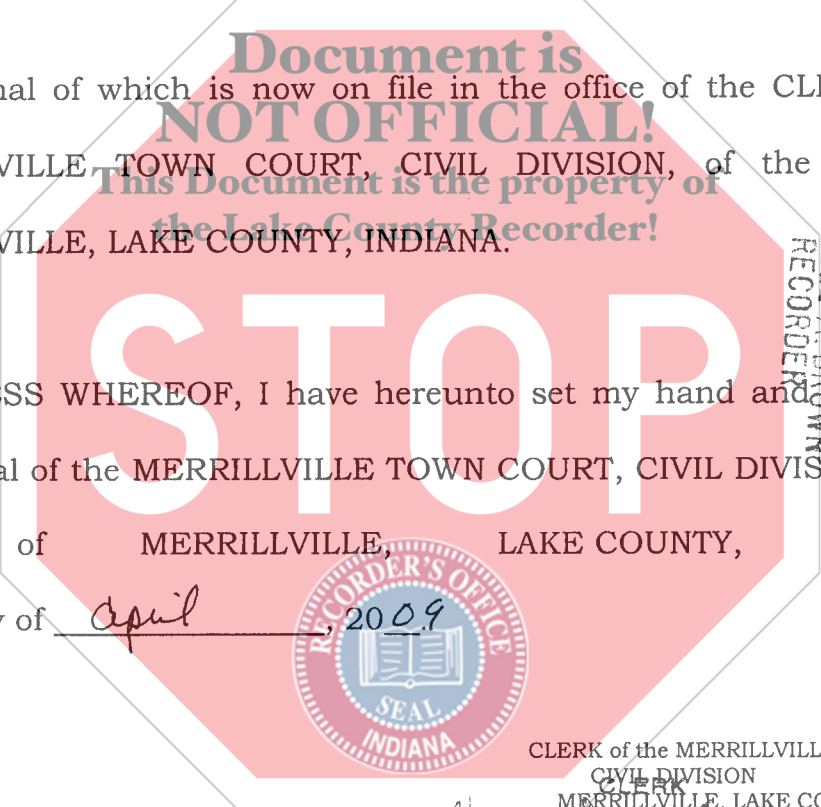 Document is
nal of which is now on file in the office of the CLE
NOT OFFICIAL!
VILLE TOWN COURT, CIVIL DIVISION, of the
This Document is the property of
VILLE, LAKE COUNTY, INDIANA.
the Lake County Recorder!
RECORDER
BROWN
STOP
SS WHEREOF, I have hereunto set my hand and
al of the MERRILLVILLE TOWN COURT, CIVIL DIVIS
of MERRILLVILLE, LAKE COUNTY,
y of april, 2009
RECORDER'S OFFICE
SEAL
INDIANA
CLERK of the MERRILLVILL
CIVIL DIVISION
CLERK
MERRILLVILLE, LAKE CO